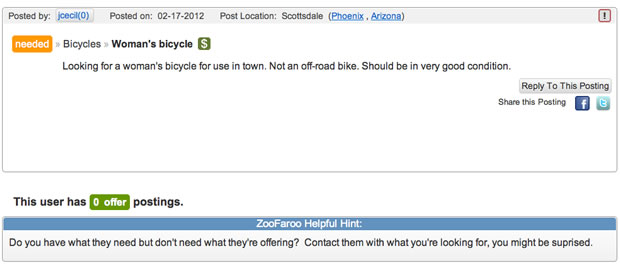 Posted by: jcecil(0) Posted on: 02-17-2012 Post Location: Scottsdale (Phoenix , Arizona) !
needed » Bicycles » Woman's bicycle $
Looking for a woman's bicycle for use in town. Not an off-road bike. Should be in very good condition.
Reply To This Posting
Share this Posting f t
This user has 0 offer postings.
ZooFaroo Helpful Hint:
Do you have what they need but don't need what they're offering? Contact them with what you're looking for, you might be suprised.